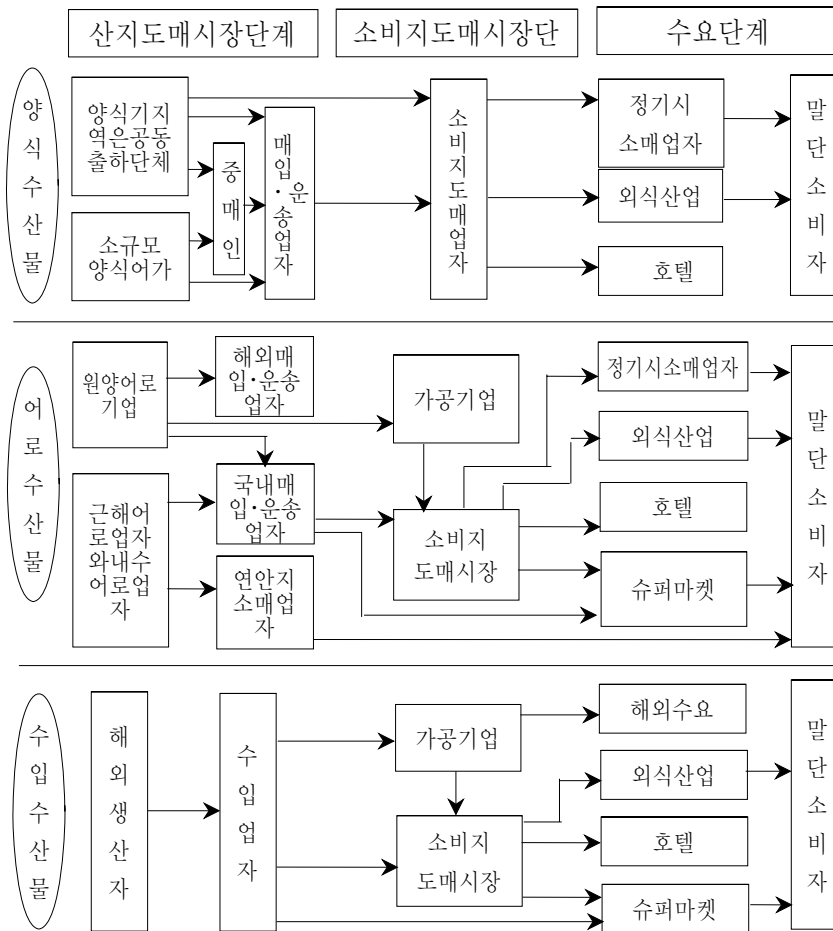 산지도매시장단계
소비지도매시장단
수요단계
양
식
수
산
물
양식기지
역은공동
출하단체
소규모
양식어가
중
매
인
매
입
·
운
송
업
자
소
비
지
도
매
업
자
정기시
소매업자
외식산업
호텔
말
단
소
비
자
어
로
수
산
물
원양어로
기업
근해어
로업자
와내수
어로업
자
해외매
입·운송
업자
국내매
입·운송
업자
연안지
소매업
자
가공기업
소비지
도매시장
정기시소매업자
외식산업
호텔
슈퍼마켓
말
단
소
비
자
수
입
수
산
물
해
외
생
산
자
수
입
업
자
가공기업
소비지
도매시장
해외수요
외식산업
호텔
슈퍼마켓
말
단
소
비
자